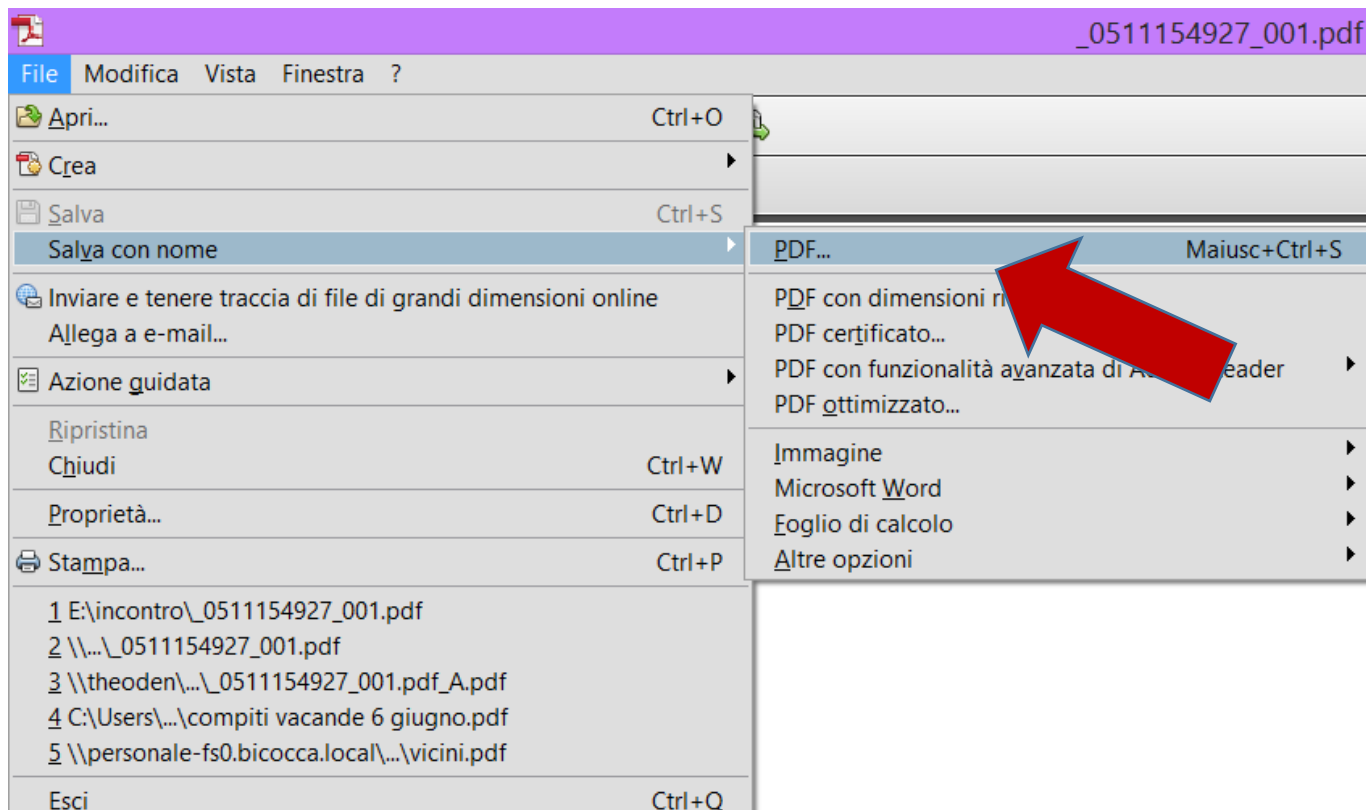 _0511154927_001.pdf
File Modifica Vista Finestra ?
Apri... Ctrl+O
Crea
Salva Ctrl+S
Salva con nome
Inviare e tenere traccia di file di grandi dimensioni online
Allega a e-mail...
Azione guidata
Ripristina
Chiudi Ctrl+W
Proprietà... Ctrl+D
Stampa... Ctrl+P
1 E:\incontro\_0511154927_001.pdf
2 \\...\_0511154927_001.pdf
3 \\theoden\...\_0511154927_001.pdf_A.pdf
4 C:\Users\...\compiti vacande 6 giugno.pdf
5 \\personale-fs0.bicocca.local\...\vicini.pdf
Esci Ctrl+Q
PDF... Maiusc+Ctrl+S
PDF con dimensioni
PDF certificato...
PDF con funzionalità avanzata di
PDF ottimizzato...
Immagine
Microsoft Word
Foglio di calcolo
Altre opzioni